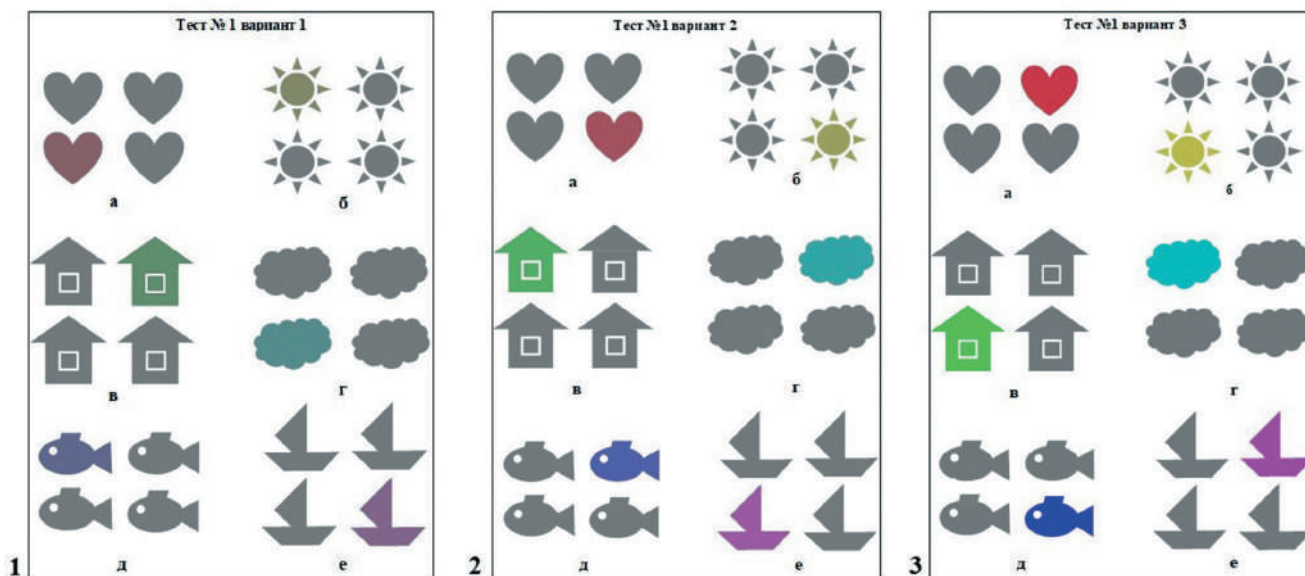 Тест № 1 вариант 1
а
б
в
г
д
е
1
Тест №1 вариант 2
а
б
в
г
д
е
2
Тест №1 вариант 3
а
б
в
г
д
е
3